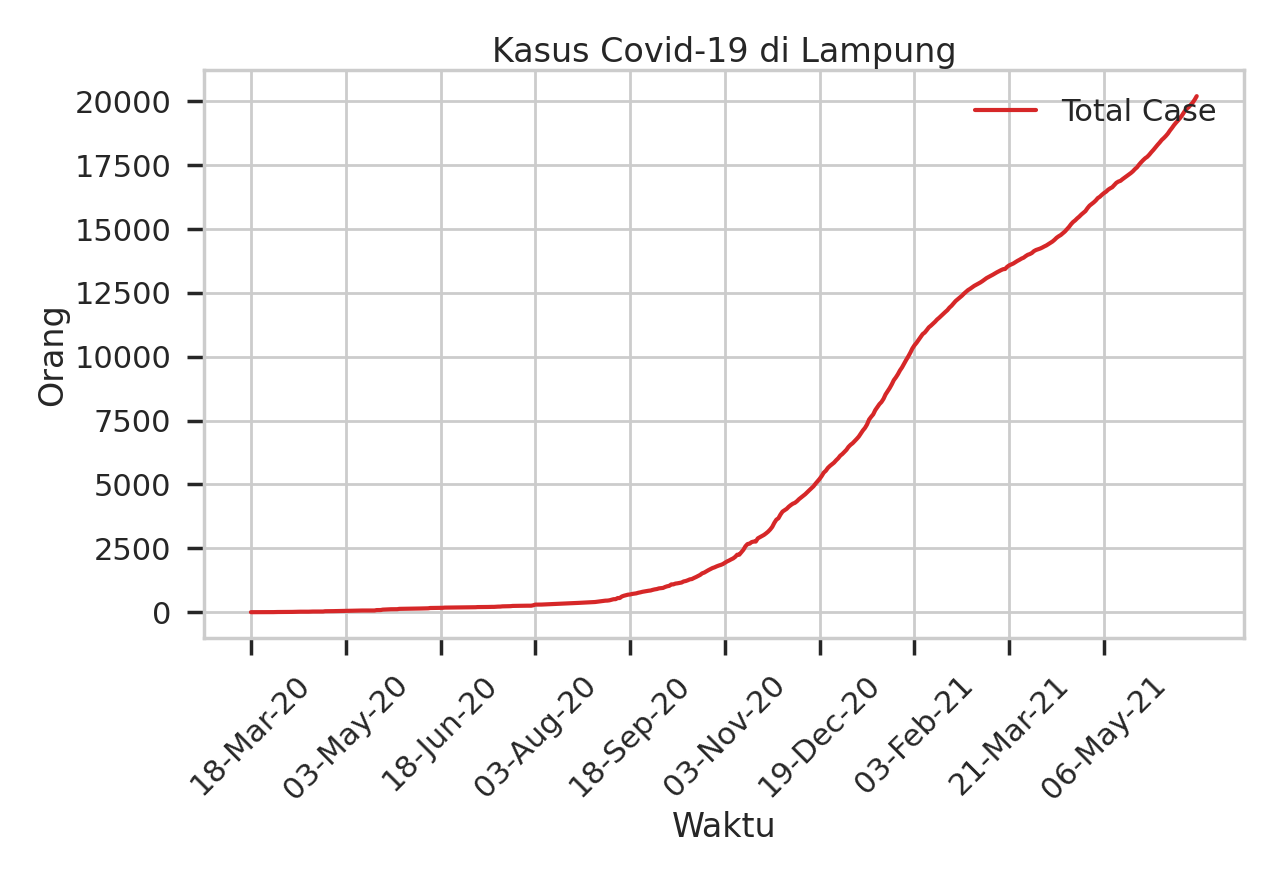 Kasus Covid-19 di Lampung
Total Case
20000
17500
15000
12500
10000
7500
5000
2500
0
Orang
18-Mar-20
03-May-20
18-Jun-20
03-Aug-20
18-Sep-20
03-Nov-20
19-Dec-20
03-Feb-21
21-Mar-21
06-May-21
Waktu